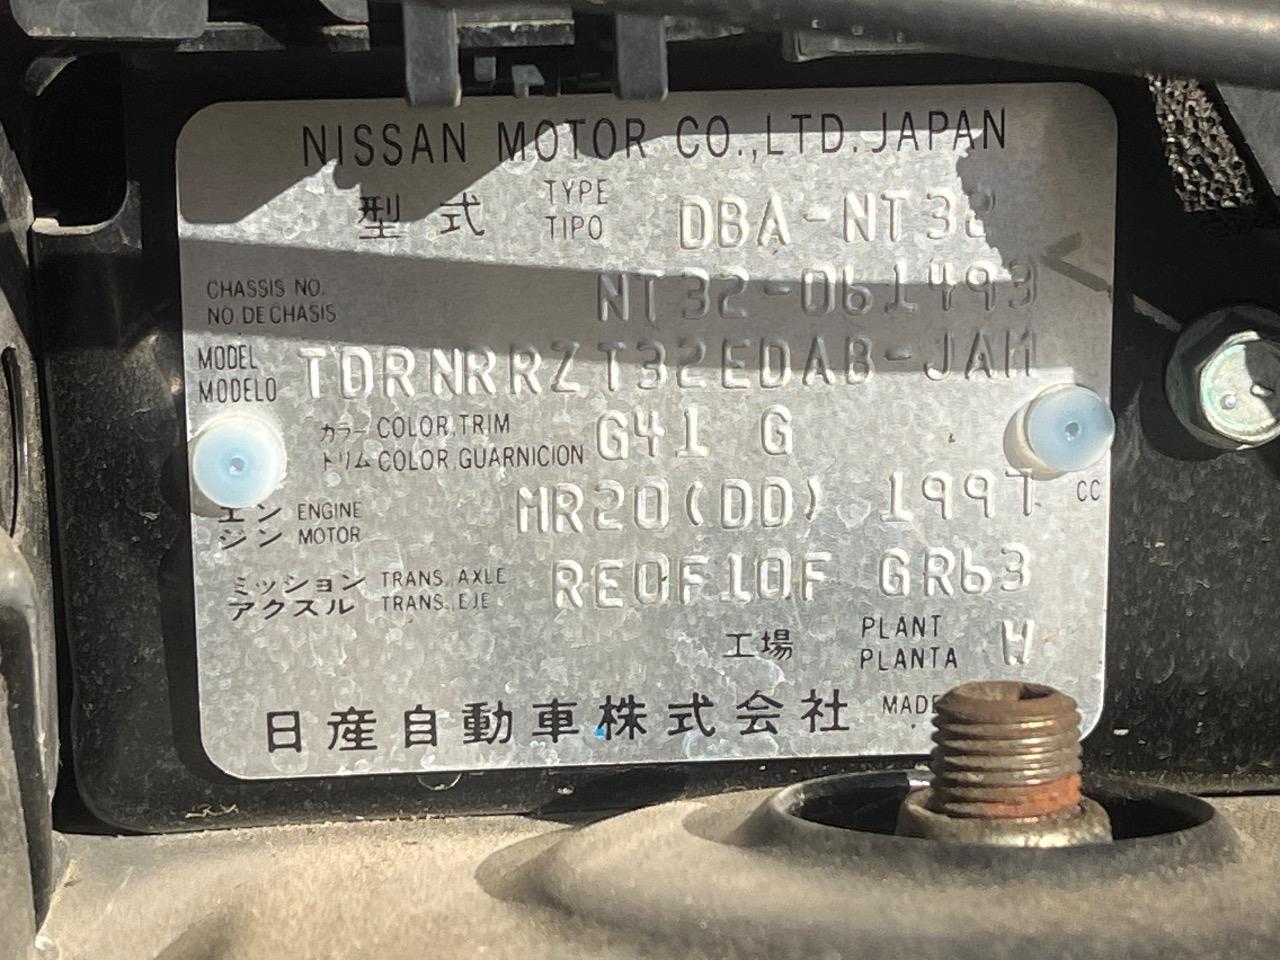 NISSAN MOTOR CO.,LTD.JAPAN
型 式 TYPE TIPO DBA-NT32
CHASSIS NO.
NO DE CHASIS NT32-061493
MODEL
MODELO TDRNRRZ T32EDAB-JAM
カラー COLOR,TRIM
トリム COLOR,GUARNICION G41 G
エン ENGINE
ジン MOTOR MR20(DD) 1997 CC
ミッション TRANS., AXLE
アクスル TRANS., EJE RE0F10F GR63
工場 PLANT
PLANTA W
日産自動車株式会社 MADE